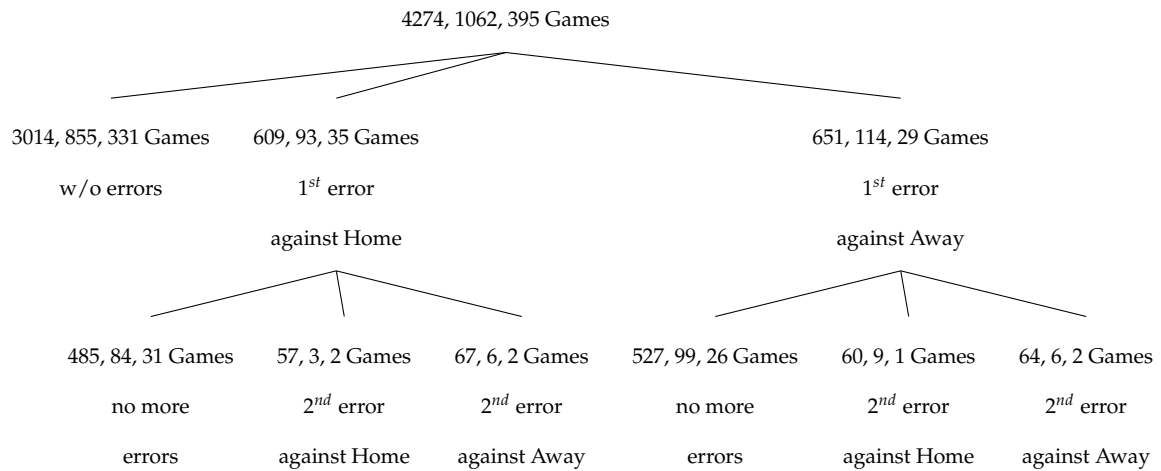 4274, 1062, 395 Games
3014, 855, 331 Games
w/o errors
609, 93, 35 Games
1st error
against Home
651, 114, 29 Games
1st error
against Away
485, 84, 31 Games
no more
errors
57, 3, 2 Games
2nd error
against Home
67, 6, 2 Games
2nd error
against Away
527, 99, 26 Games
no more
errors
60, 9, 1 Games
2nd error
against Home
64, 6, 2 Games
2nd error
against Away